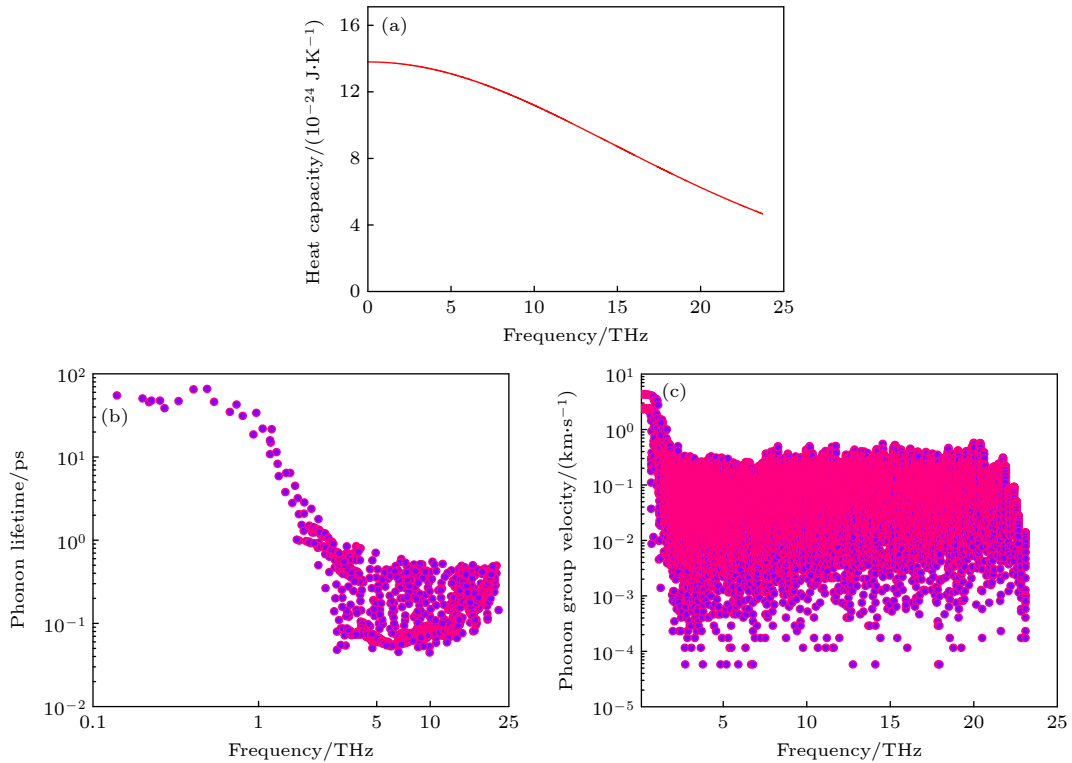 (a)
Heat capacity/(10⁻²⁴ J·K⁻¹)
16
12
8
4
0
0 5 10 15 20 25
Frequency/THz
(b)
Phonon lifetime/ps
10²
10¹
10⁰
10⁻¹
10⁻²
0.1 1 5 10 25
Frequency/THz
(c)
Phonon group velocity/(km·s⁻¹)
10¹
10⁰
10⁻¹
10⁻²
10⁻³
10⁻⁴
10⁻⁵
5 10 15 20 25
Frequency/THz